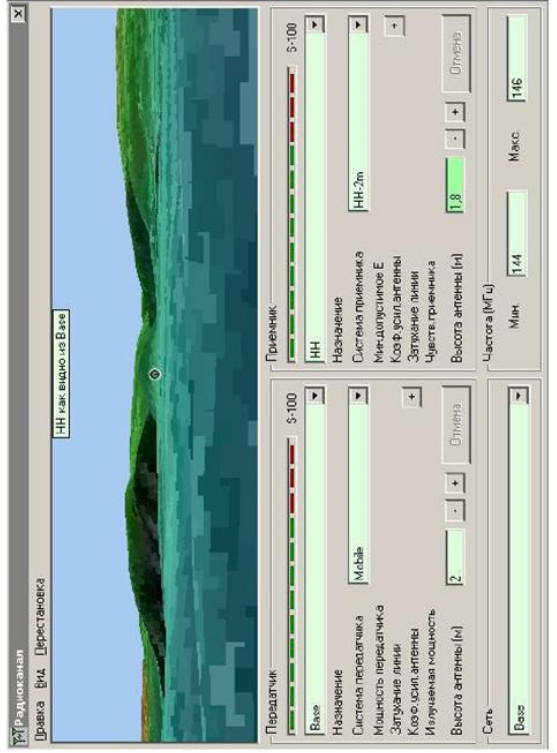 Радиоканал
Правка Вид Перестановка
HH как видно из Base
Передатчик
S-100
Base
Назначение
Система передатчика
Mobile
Мощность передатчика
Затухание линии
Коэф.усил.антенны
Излучаемая мощность
+
Высота антенны (м)
2
- +
Отмена
Приемник
S-100
HH
Назначение
Система приемника
HH-2m
Мин.допустимое E
Коэф.усил.антенны
Затухание линии
Чувств.приемника
+
Высота антенны (м)
1,8
- +
Отмена
Сеть
Base
Частота (МГц)
Мин.
144
Макс.
146